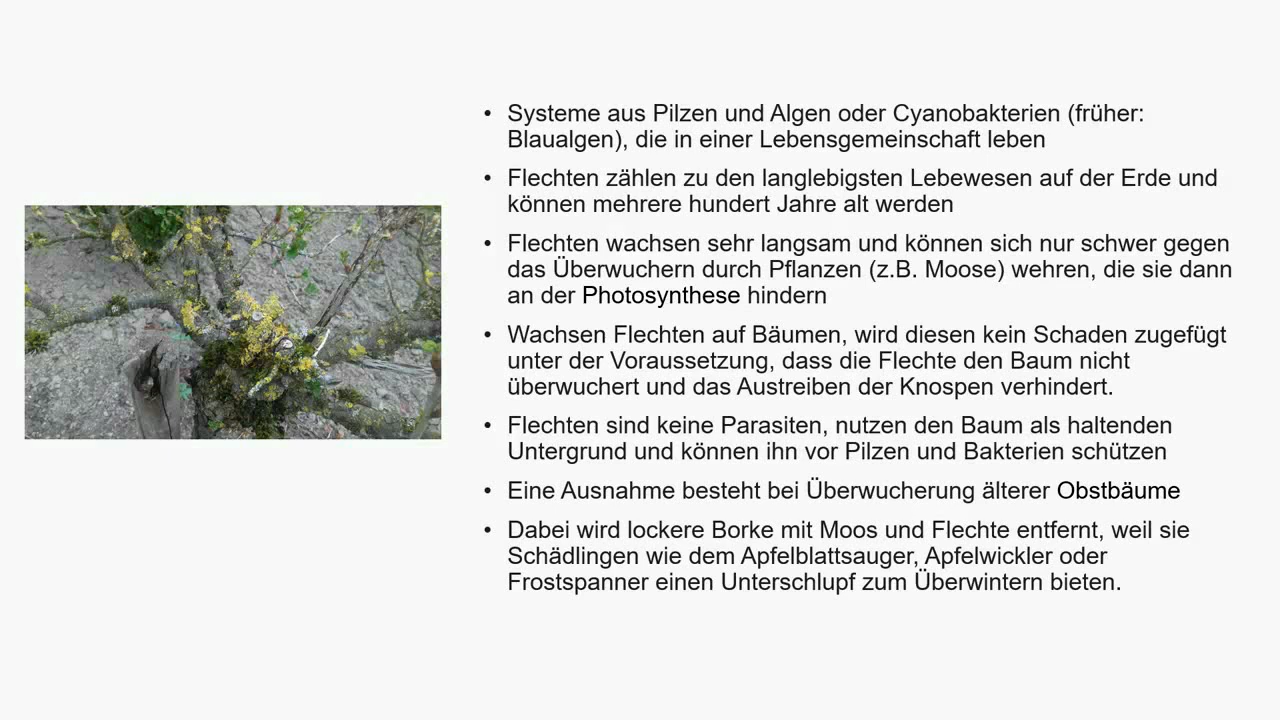 • Systeme aus Pilzen und Algen oder Cyanobakterien (früher:
Blaualgen), die in einer Lebensgemeinschaft leben
• Flechten zählen zu den langlebigsten Lebewesen auf der Erde und
können mehrere hundert Jahre alt werden
• Flechten wachsen sehr langsam und können sich nur schwer gegen
das Überwuchern durch Pflanzen (z.B. Moose) wehren, die sie dann
an der Photosynthese hindern
• Wachsen Flechten auf Bäumen, wird diesen kein Schaden zugefügt
unter der Voraussetzung, dass die Flechte den Baum nicht
überwuchert und das Austreiben der Knospen verhindert.
• Flechten sind keine Parasiten, nutzen den Baum als haltenden
Untergrund und können ihn vor Pilzen und Bakterien schützen
• Eine Ausnahme besteht bei Überwucherung älterer Obstbäume
• Dabei wird lockere Borke mit Moos und Flechte entfernt, weil sie
Schädlingen wie dem Apfelblattsauger, Apfelwickler oder
Frostspanner einen Unterschlupf zum Überwintern bieten.